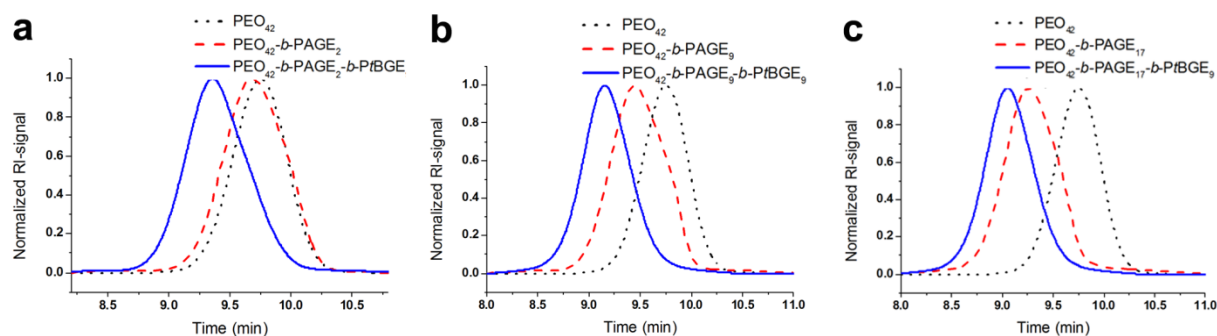 a
PEO₄₂
PEO₄₂-b-PAGE₂
PEO₄₂-b-PAGE₂-b-PtBGE
Normalized RI-signal
1.0
0.8
0.6
0.4
0.2
0.0
9.0 9.5 10.0 10.5
Time (min)
b
PEO₄₂
PEO₄₂-b-PAGE₉
PEO₄₂-b-PAGE₉-b-PtBGE₉
Normalized RI-signal
1.0
0.8
0.6
0.4
0.2
0.0
8.0 8.5 9.0 9.5 10.0 10.5 11.0
Time (min)
c
PEO₄₂
PEO₄₂-b-PAGE₁₇
PEO₄₂-b-PAGE₁₇-b-PtBGE₉
Normalized RI-signal
1.0
0.8
0.6
0.4
0.2
0.0
8.0 8.5 9.0 9.5 10.0 10.5 11.0
Time (min)